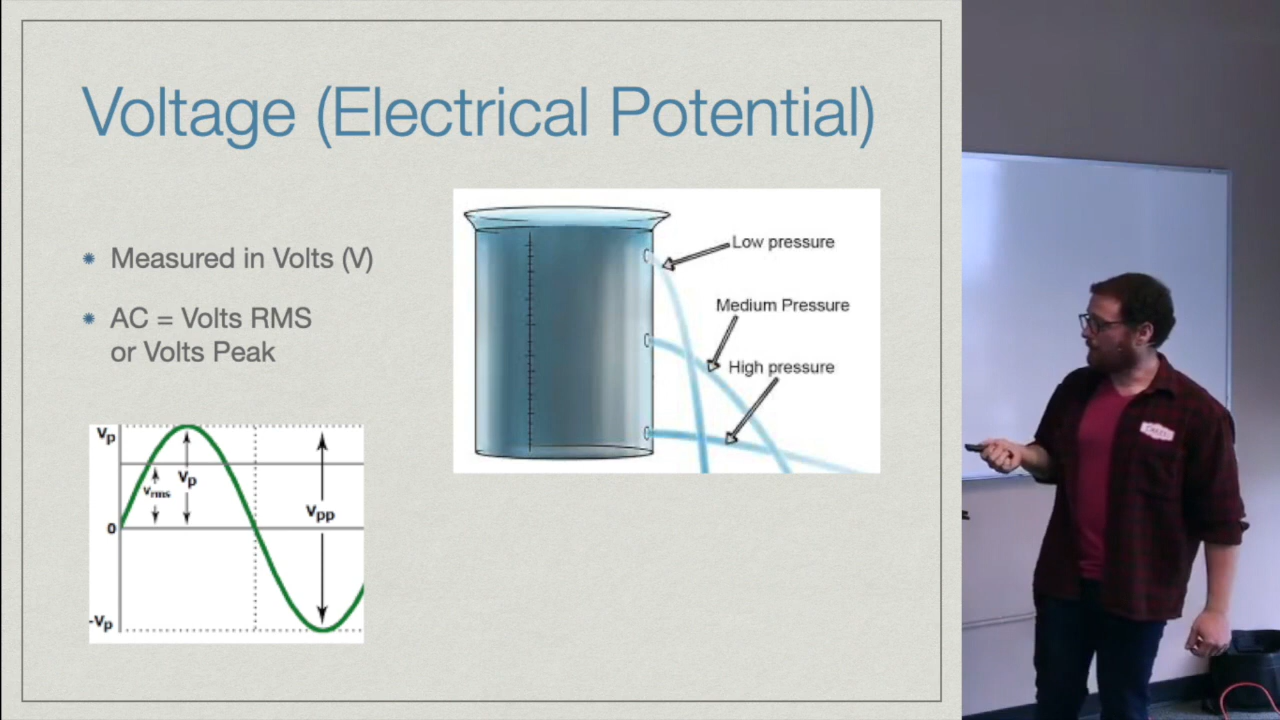 Voltage (Electrical Potential)
Measured in Volts (V)
AC = Volts RMS
or Volts Peak
Low pressure
Medium Pressure
High pressure
Vp
Vrms
Vp
Vpp
0
-Vp